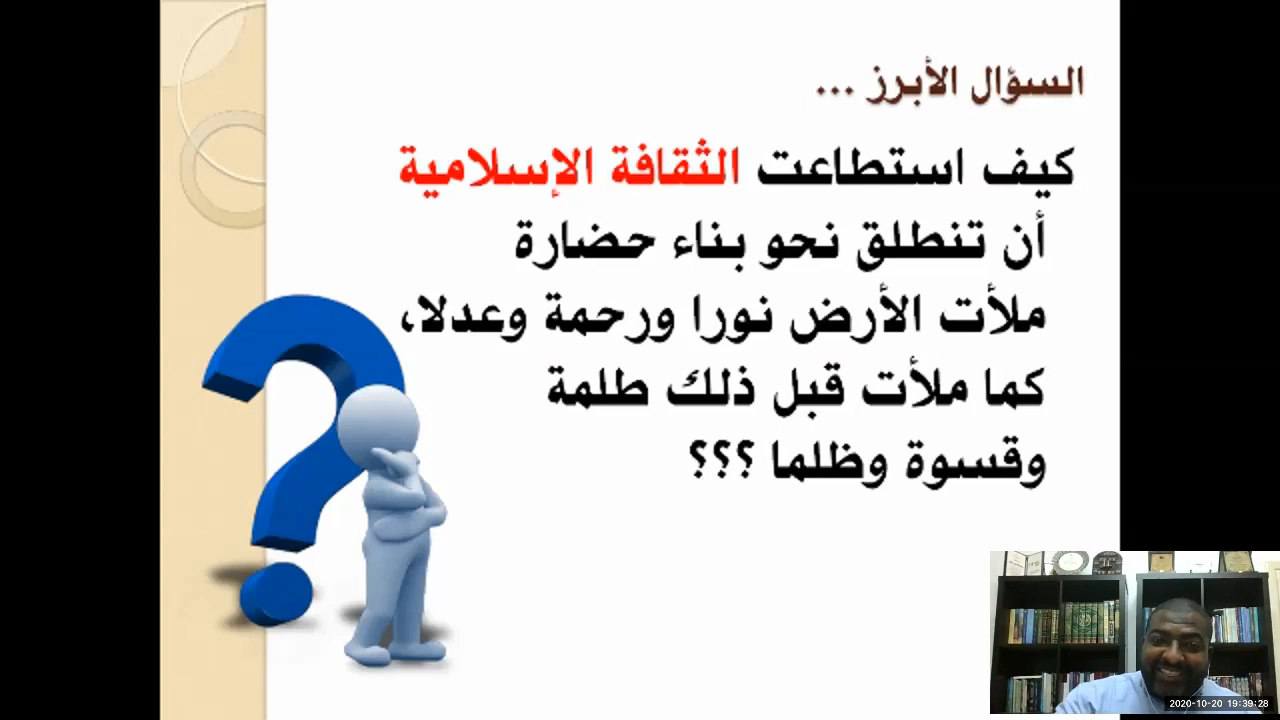 السؤال الأبرز ...
كيف استطاعت الثقافة الإسلامية
أن تنطلق نحو بناء حضارة
ملأت الأرض نورا ورحمة وعدلا،
كما ملأت قبل ذلك طلمة
وقسوة وظلما ؟؟؟
2020-10-20 19:39:28